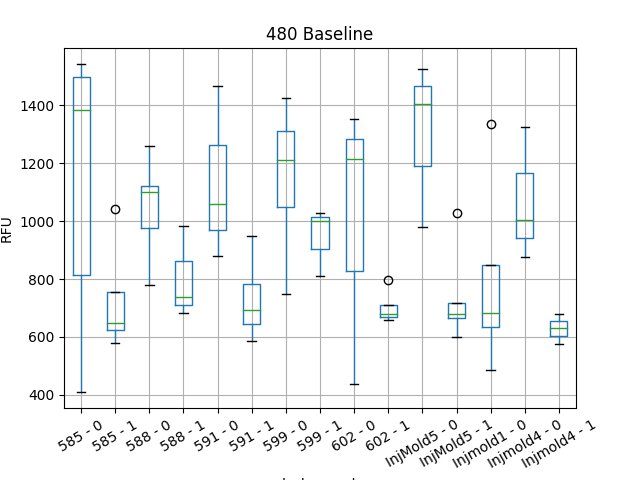 480 Baseline
RFU
1400
1200
1000
800
600
400
585 - 0
585 - 1
588 - 0
588 - 1
591 - 0
591 - 1
599 - 0
599 - 1
602 - 0
602 - 1
InjMold5 - 0
InjMold5 - 1
Injmold1 - 0
Injmold4 - 0
Injmold4 - 1